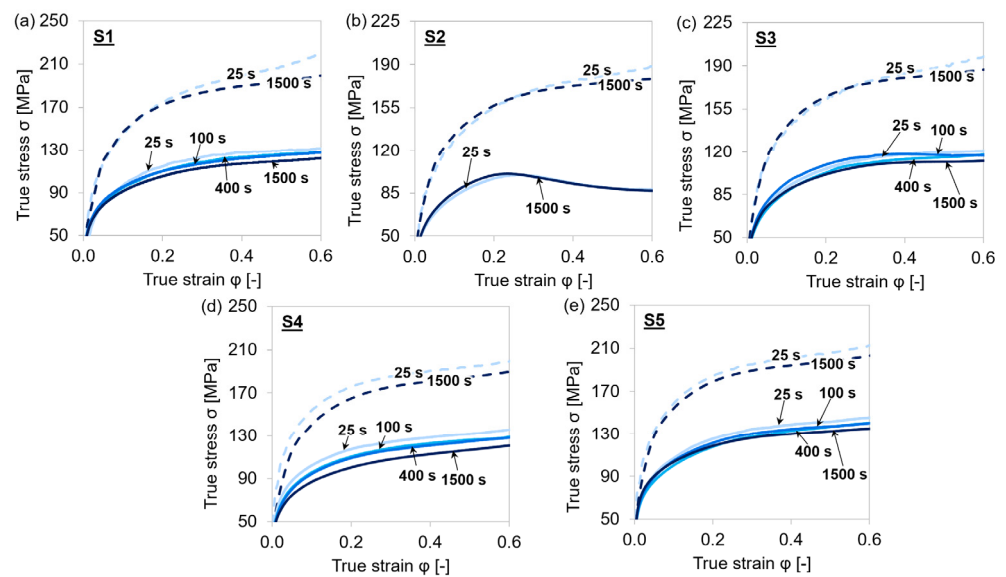 (a)
S1
True stress σ [MPa]
250
210
170
130
90
50
25 s
1500 s
25 s
100 s
400 s
1500 s
0.0 0.2 0.4 0.6
True strain φ [-]
(b)
S2
True stress σ [MPa]
225
190
155
120
85
50
25 s
1500 s
25 s
1500 s
0.0 0.2 0.4 0.6
True strain φ [-]
(c)
S3
True stress σ [MPa]
225
190
155
120
85
50
25 s
1500 s
25 s
100 s
400 s
1500 s
0.0 0.2 0.4 0.6
True strain φ [-]
(d)
S4
True stress σ [MPa]
250
210
170
130
90
50
25 s
1500 s
25 s
100 s
400 s
1500 s
0.0 0.2 0.4 0.6
True strain φ [-]
(e)
S5
True stress σ [MPa]
250
210
170
130
90
50
25 s
1500 s
25 s
100 s
400 s
1500 s
0.0 0.2 0.4 0.6
True strain φ [-]